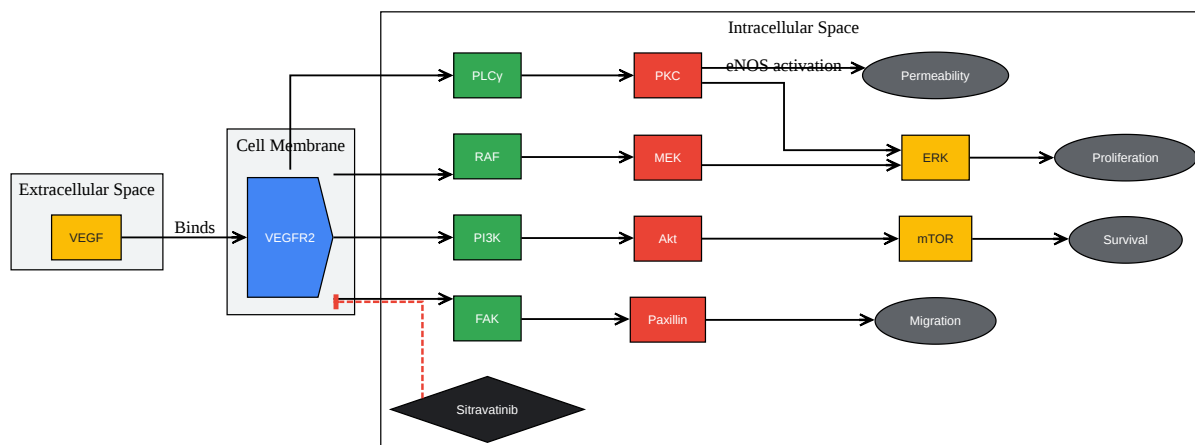 Intracellular Space
PLCγ
PKC
eNOS activation
Permeability
Cell Membrane
RAF
MEK
ERK
Proliferation
Extracellular Space
VEGF
Binds
VEGFR2
PI3K
Akt
mTOR
Survival
FAK
Paxillin
Migration
Sitravatinib